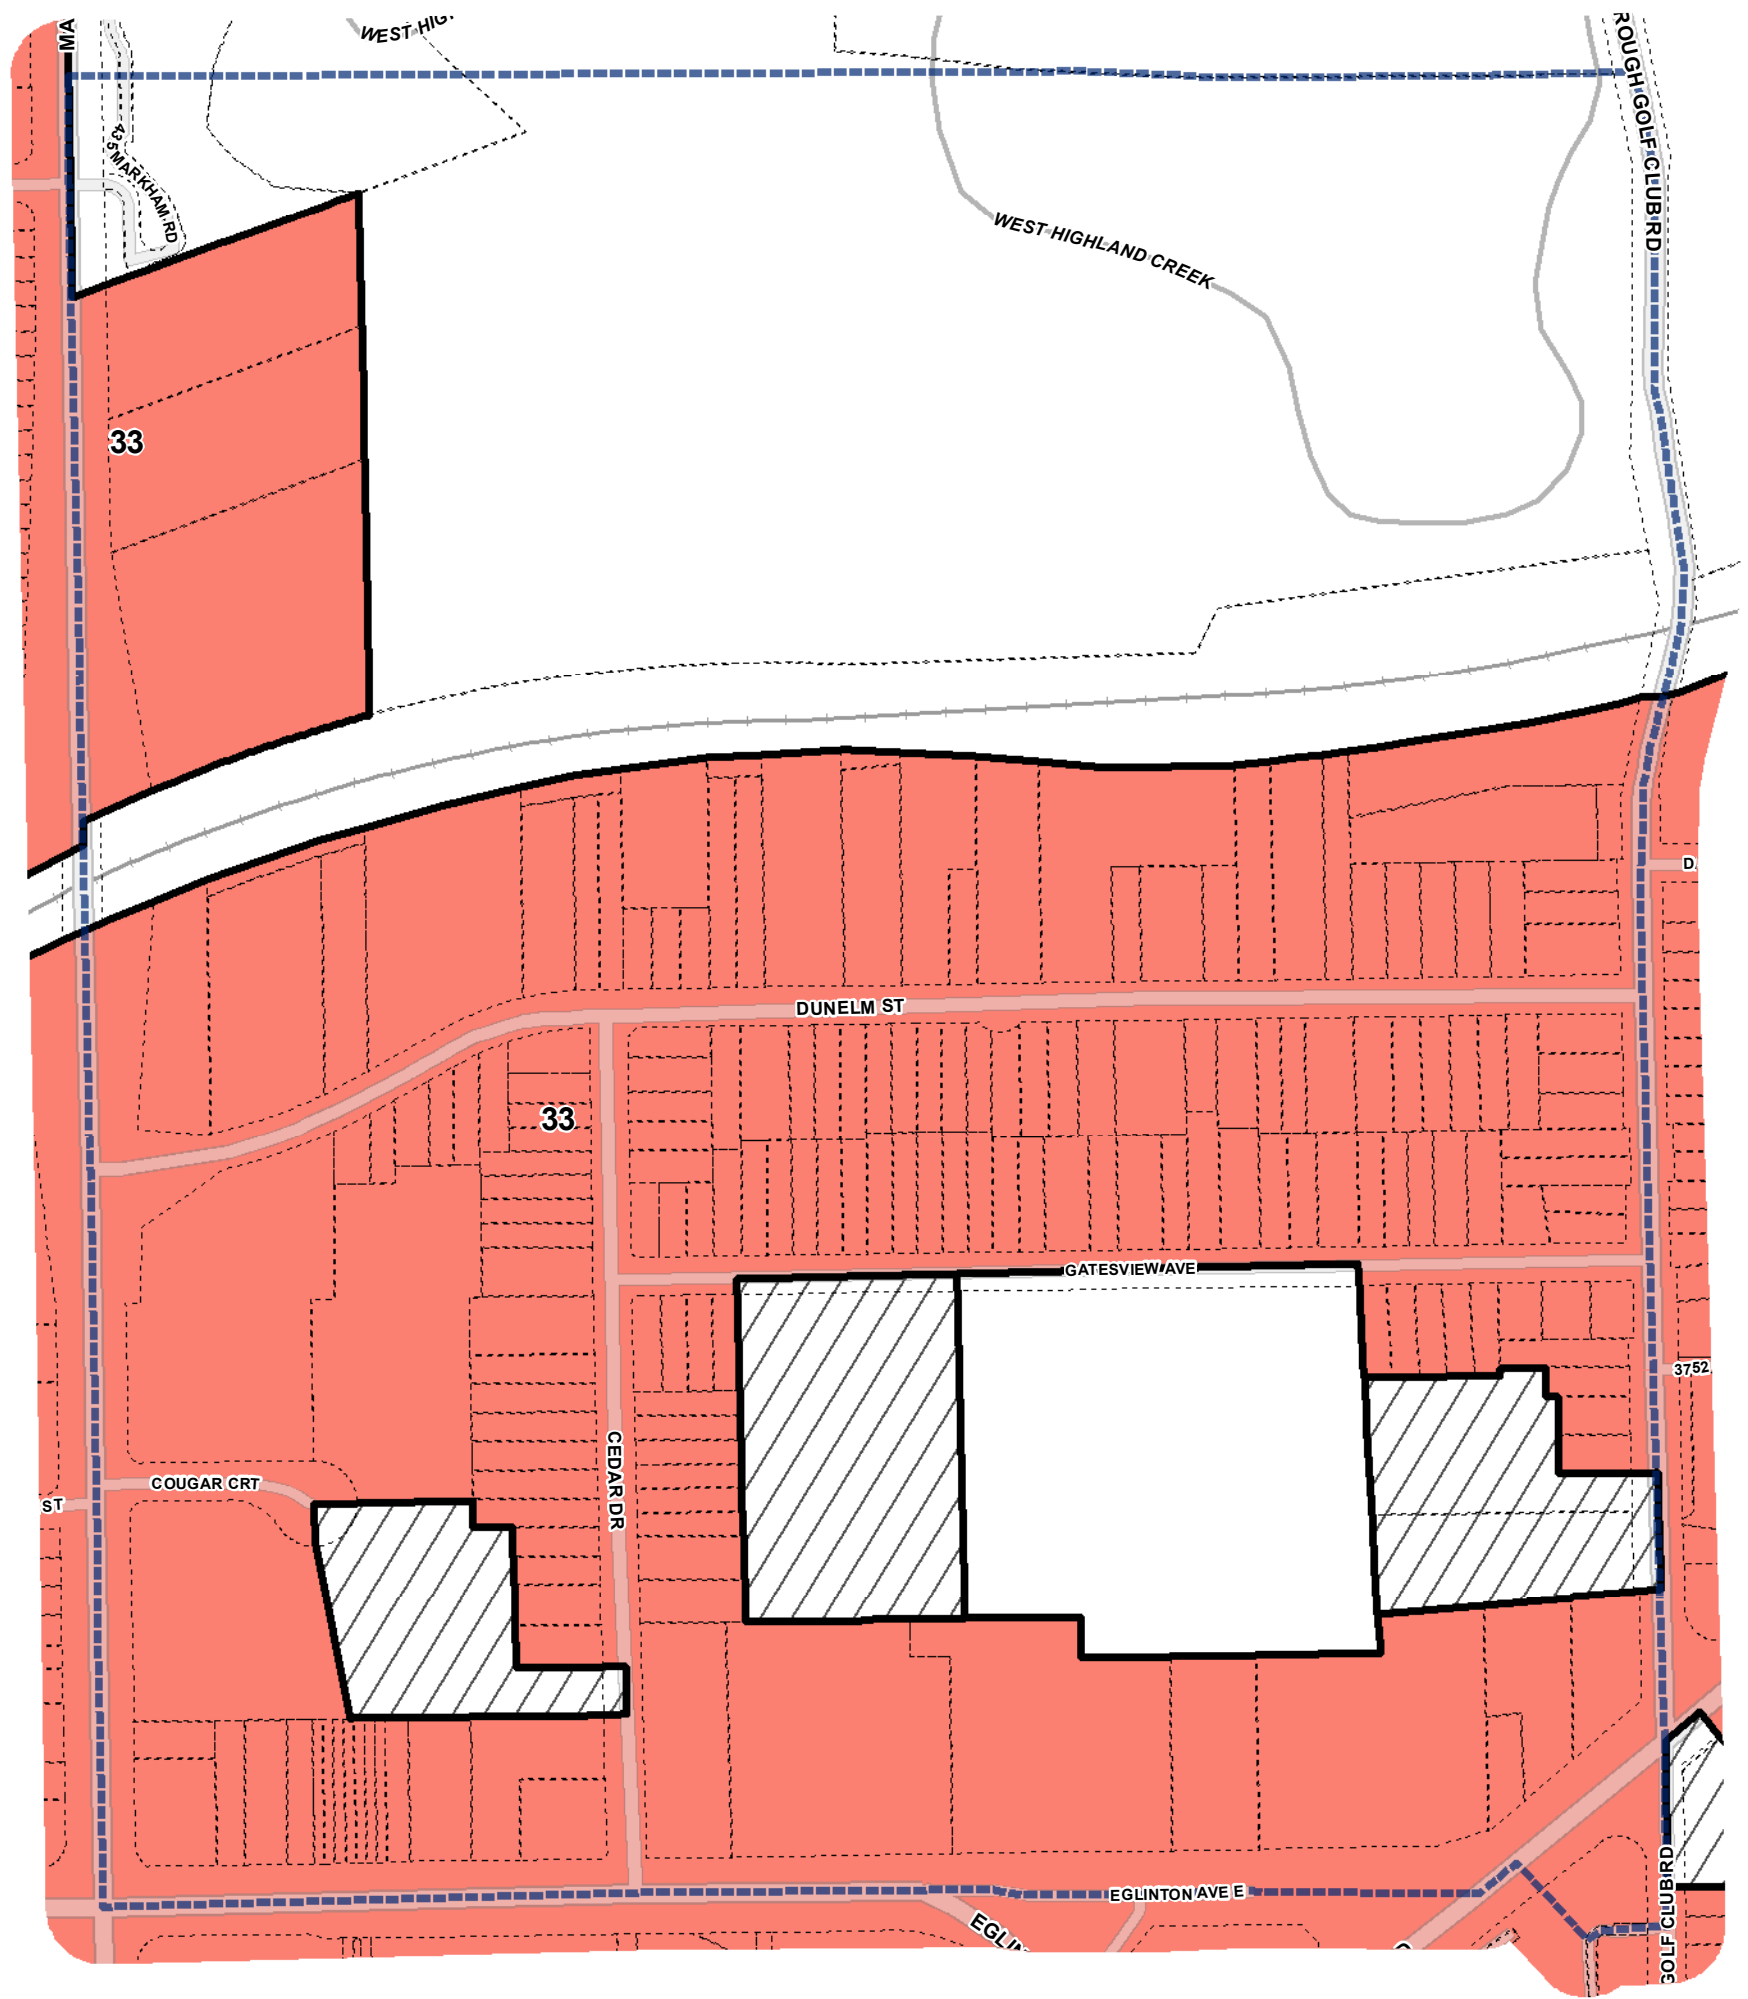 MA
WEST HIG
ROUGH GOLF CLUB RD
435 MARKHAM RD
WEST HIGHLAND CREEK
33
D
DUNELM ST
33
GATESVIEW AVE
3752
CEDAR DR
COUGAR CRT
ST
EGLINTON AVE E
EGLIN
GOLF CLUB RD